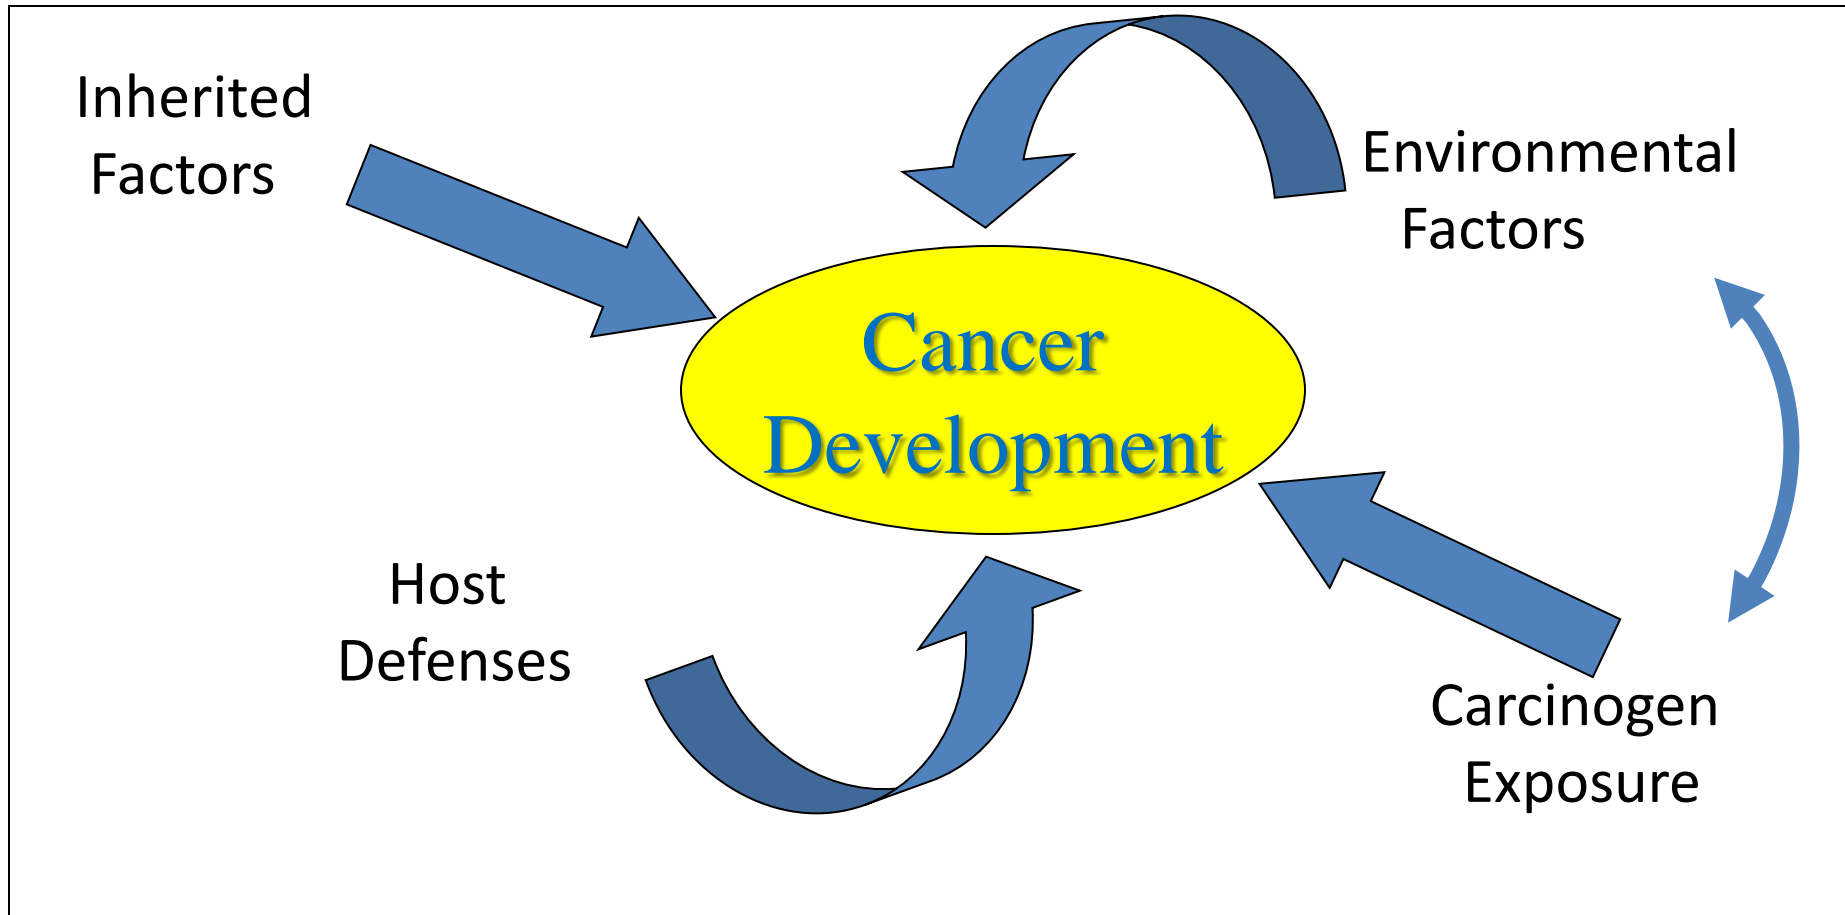 Inherited
Factors
Environmental
Factors
Cancer
Development
Host
Defenses
Carcinogen
Exposure